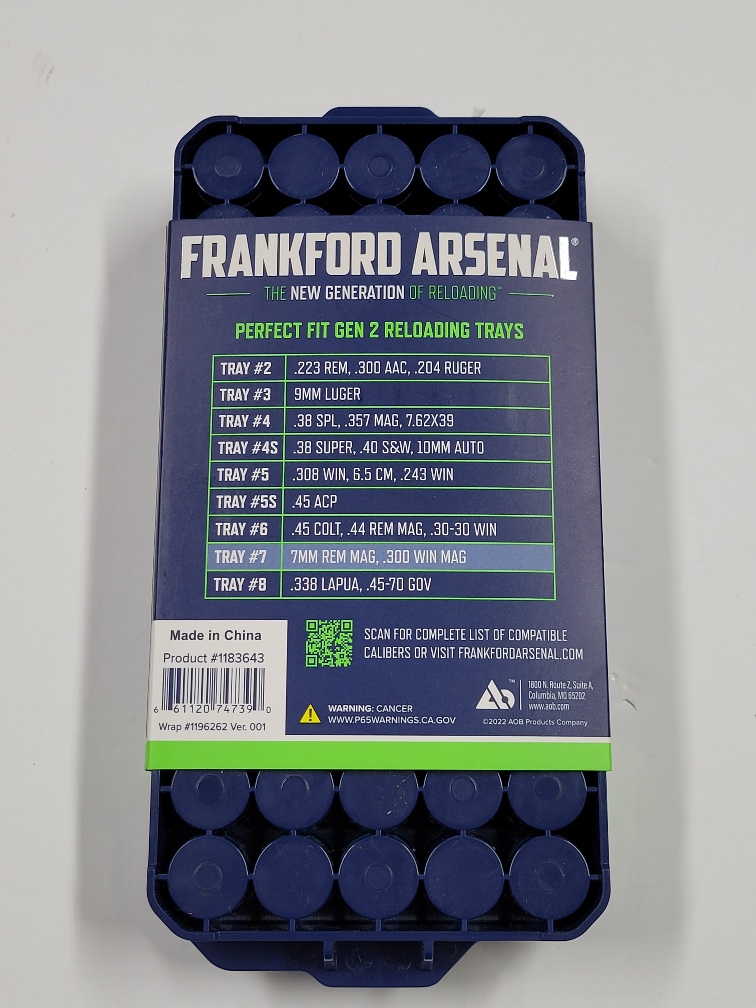 FRANKFORD ARSENAL®
THE NEW GENERATION OF RELOADING™
PERFECT FIT GEN 2 RELOADING TRAYS
TRAY #2 .223 REM, .300 AAC, .204 RUGER
TRAY #3 9MM LUGER
TRAY #4 .38 SPL, .357 MAG, 7.62X39
TRAY #4S .38 SUPER, .40 S&W, 10MM AUTO
TRAY #5 .308 WIN, 6.5 CM, .243 WIN
TRAY #5S .45 ACP
TRAY #6 .45 COLT, .44 REM MAG, .30-30 WIN
TRAY #7 7MM REM MAG, .300 WIN MAG
TRAY #8 .338 LAPUA, .45-70 GOV
Made in China
Product #1183643
6 61120 74739 0
Wrap #1196262 Ver. 001
SCAN FOR COMPLETE LIST OF COMPATIBLE
CALIBERS OR VISIT FRANKFORDARSENAL.COM
WARNING: CANCER
WWW.P65WARNINGS.CA.GOV
AOB™
1800 N. Route Z, Suite A,
Columbia, MO 65202
www.aob.com
©2022 AOB Products Company